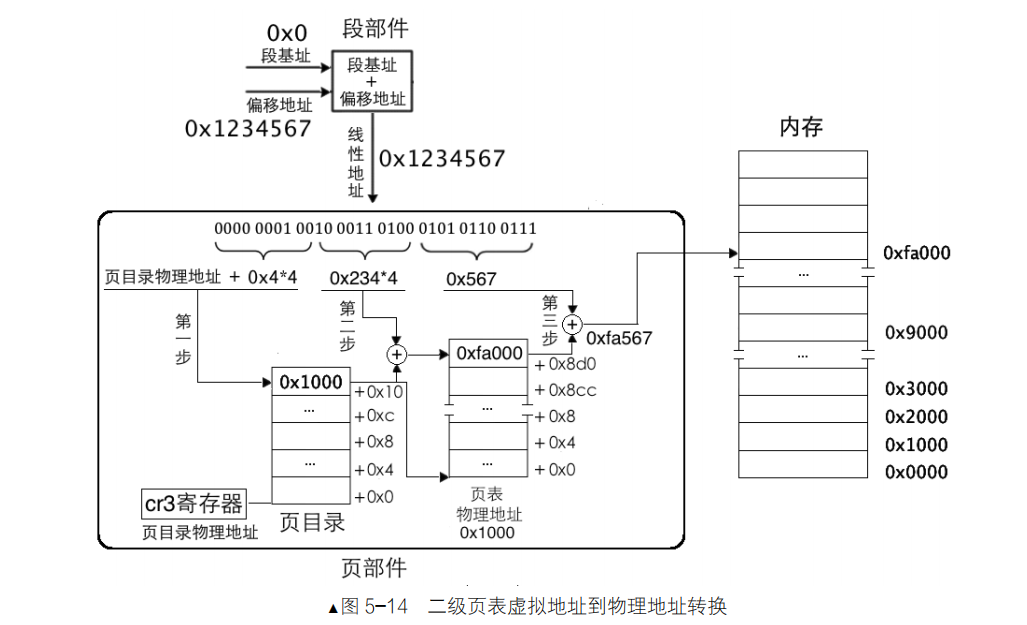 段部件
0x0
段基址
段基址
+
偏移地址
偏移地址
0x1234567
线性地址
0x1234567
内存
0000 0001 0010 0011 0100 0101 0110 0111
页目录物理地址 + 0x4*4
0x234*4
0x567
第一步
第二步
第三步
+
+
0xfa567
0xfa000
...
0x9000
...
0x3000
0x2000
0x1000
0x0000
0x1000
+0x10
...
+0xc
+0x8
...
+0x4
+0x0
0xfa000
+0x8d0
+0x8cc
...
+0x8
+0x4
...
+0x0
cr3寄存器
页目录物理地址
页目录
页表
物理地址
0x1000
页部件
▲图 5-14 二级页表虚拟地址到物理地址转换